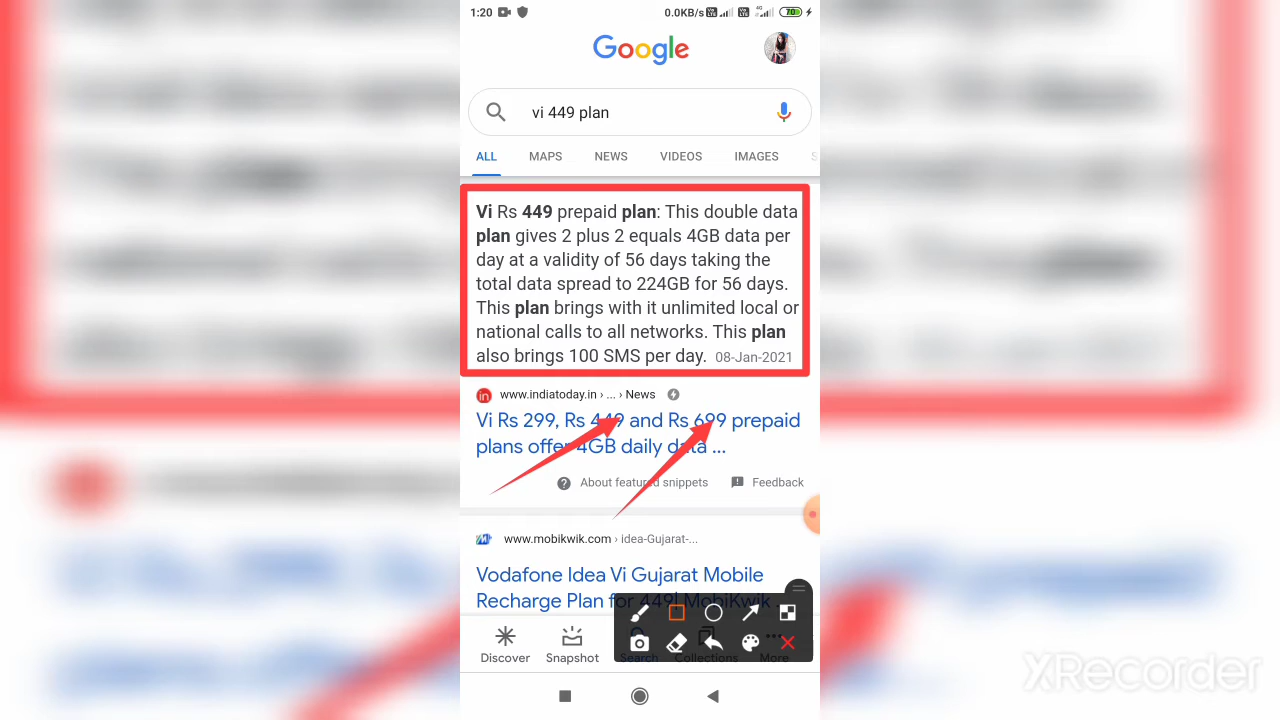 1:20 0.0KB/s 4G 70
Google
vi 449 plan
ALL MAPS NEWS VIDEOS IMAGES S
Vi Rs 449 prepaid plan: This double data
plan gives 2 plus 2 equals 4GB data per
day at a validity of 56 days taking the
total data spread to 224GB for 56 days.
This plan brings with it unlimited local or
national calls to all networks. This plan
also brings 100 SMS per day. 08-Jan-2021
in www.indiatoday.in › ... › News
Vi Rs 299, Rs 449 and Rs 699 prepaid
plans offer 4GB daily data ...
About featured snippets Feedback
www.mobikwik.com › idea-Gujarat-...
Vodafone Idea Vi Gujarat Mobile
Recharge Plan for 449| MobiKwik
Discover Snapshot Search Collections More
XRecorder